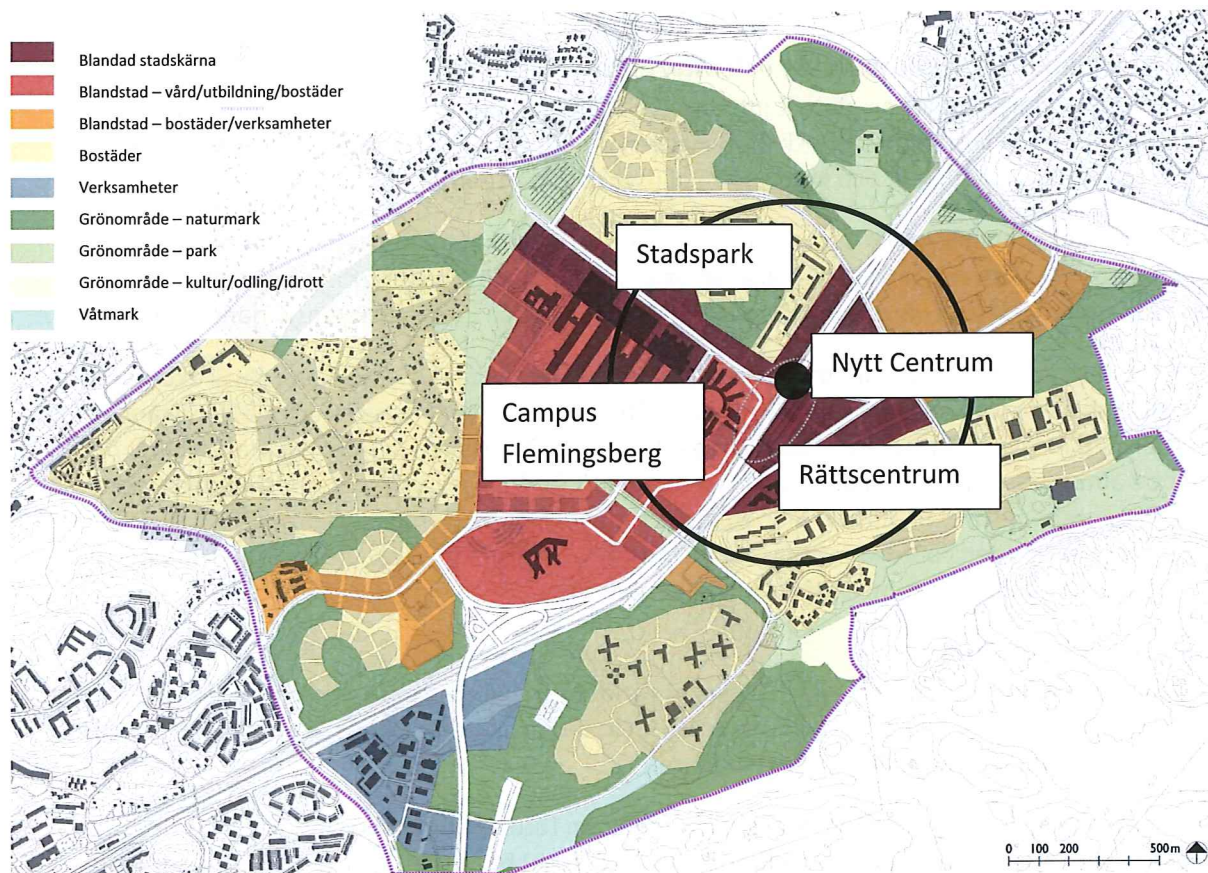 Blandad stadskärna
Blandstad – vård/utbildning/bostäder
Blandstad – bostäder/verksamheter
Bostäder
Verksamheter
Grönområde – naturmark
Grönområde – park
Grönområde – kultur/odling/idrott
Våtmark
Stadspark
Nytt Centrum
Campus
Flemingsberg
Rättscentrum
0 100 200 500 m